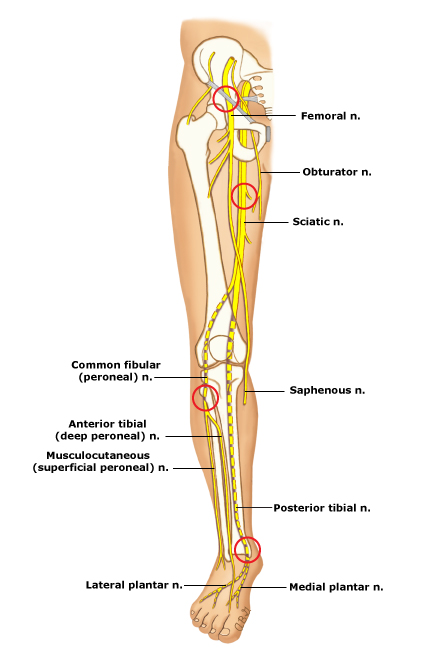 Femoral n.
Obturator n.
Sciatic n.
Common fibular
(peroneal) n.
Saphenous n.
Anterior tibial
(deep peroneal) n.
Musculocutaneous
(superficial peroneal) n.
Posterior tibial n.
Lateral plantar n.
Medial plantar n.